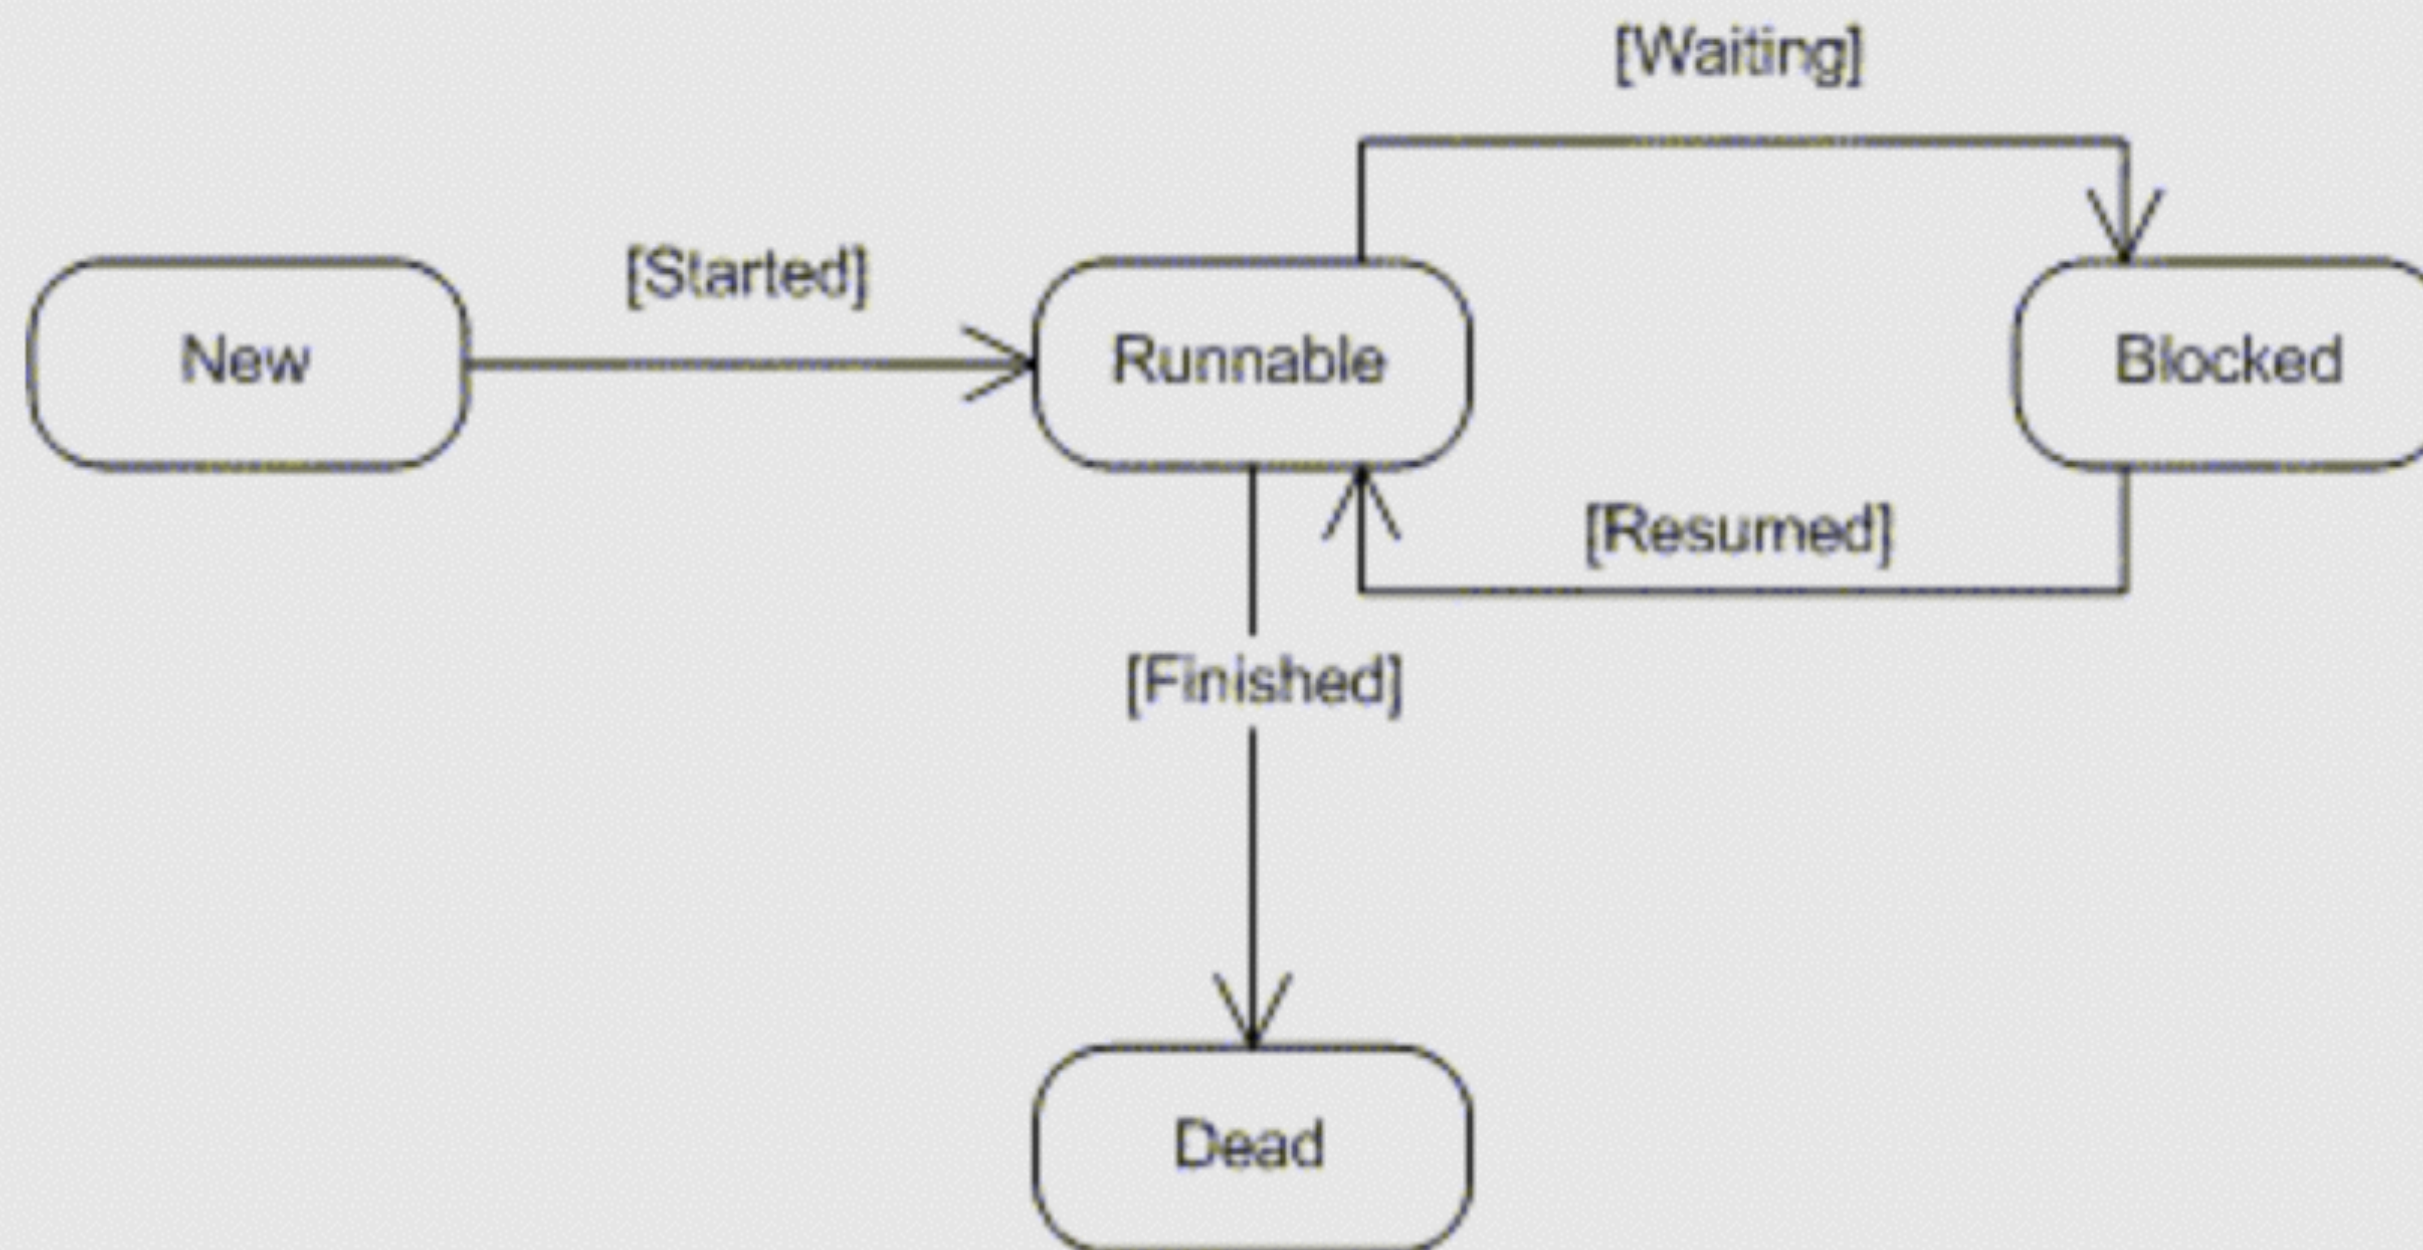 [Waiting]
[Started]
New
Runnable
Blocked
[Resumed]
[Finished]
Dead